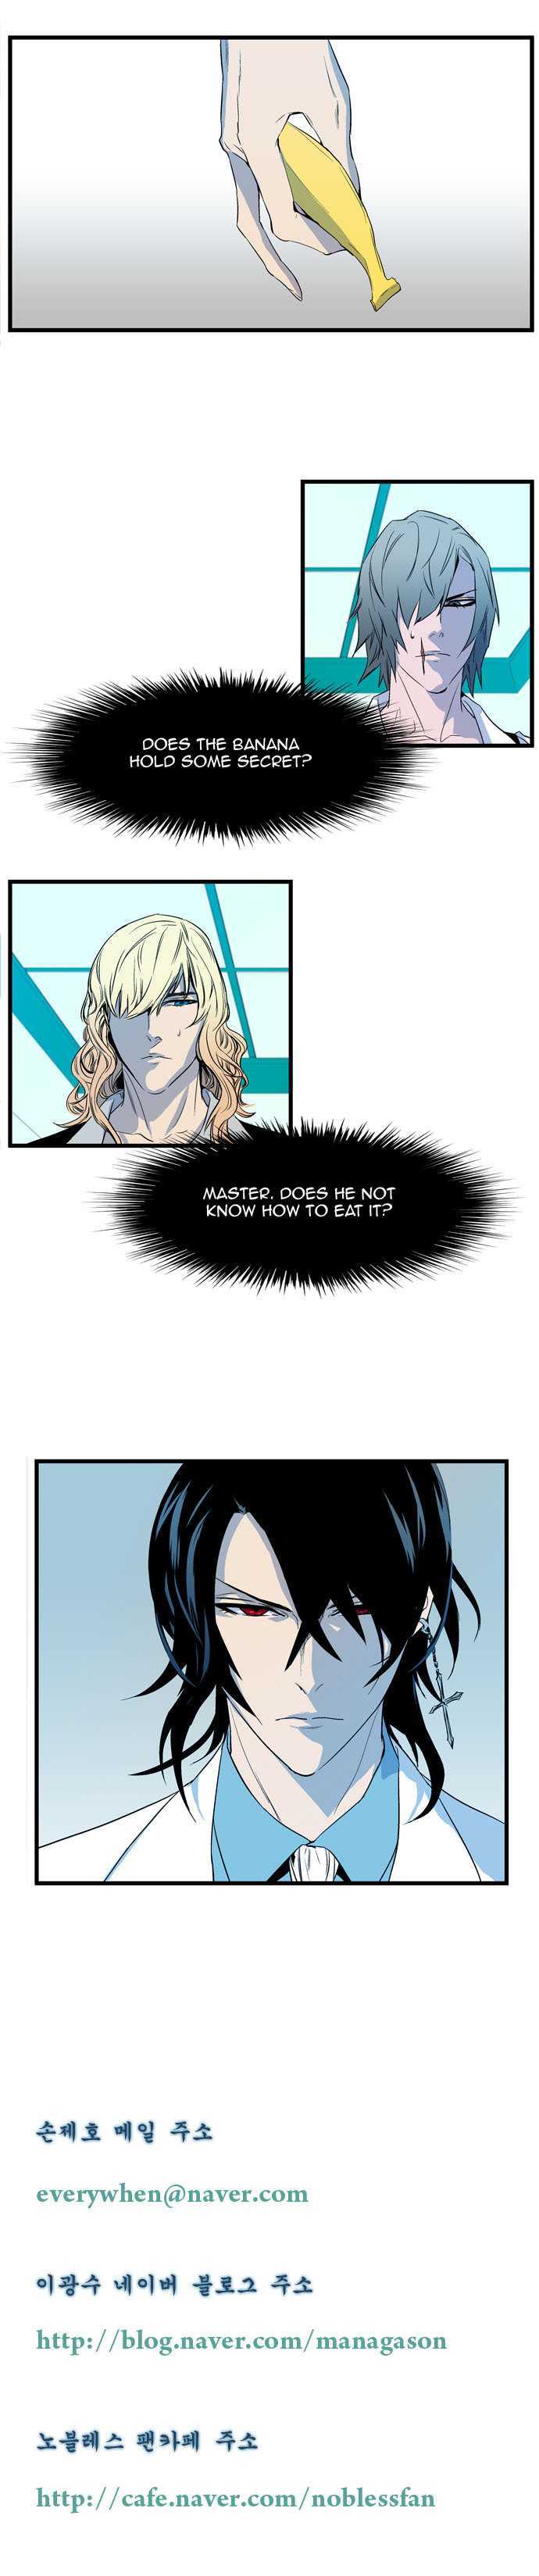 DOES THE BANANA
HOLD SOME SECRET?
MASTER. DOES HE NOT
KNOW HOW TO EAT IT?
손제호 메일 주소
everywhen@naver.com
이광수 네이버 블로그 주소
http://blog.naver.com/managason
노블레스 팬카페 주소
http://cafe.naver.com/noblessfan